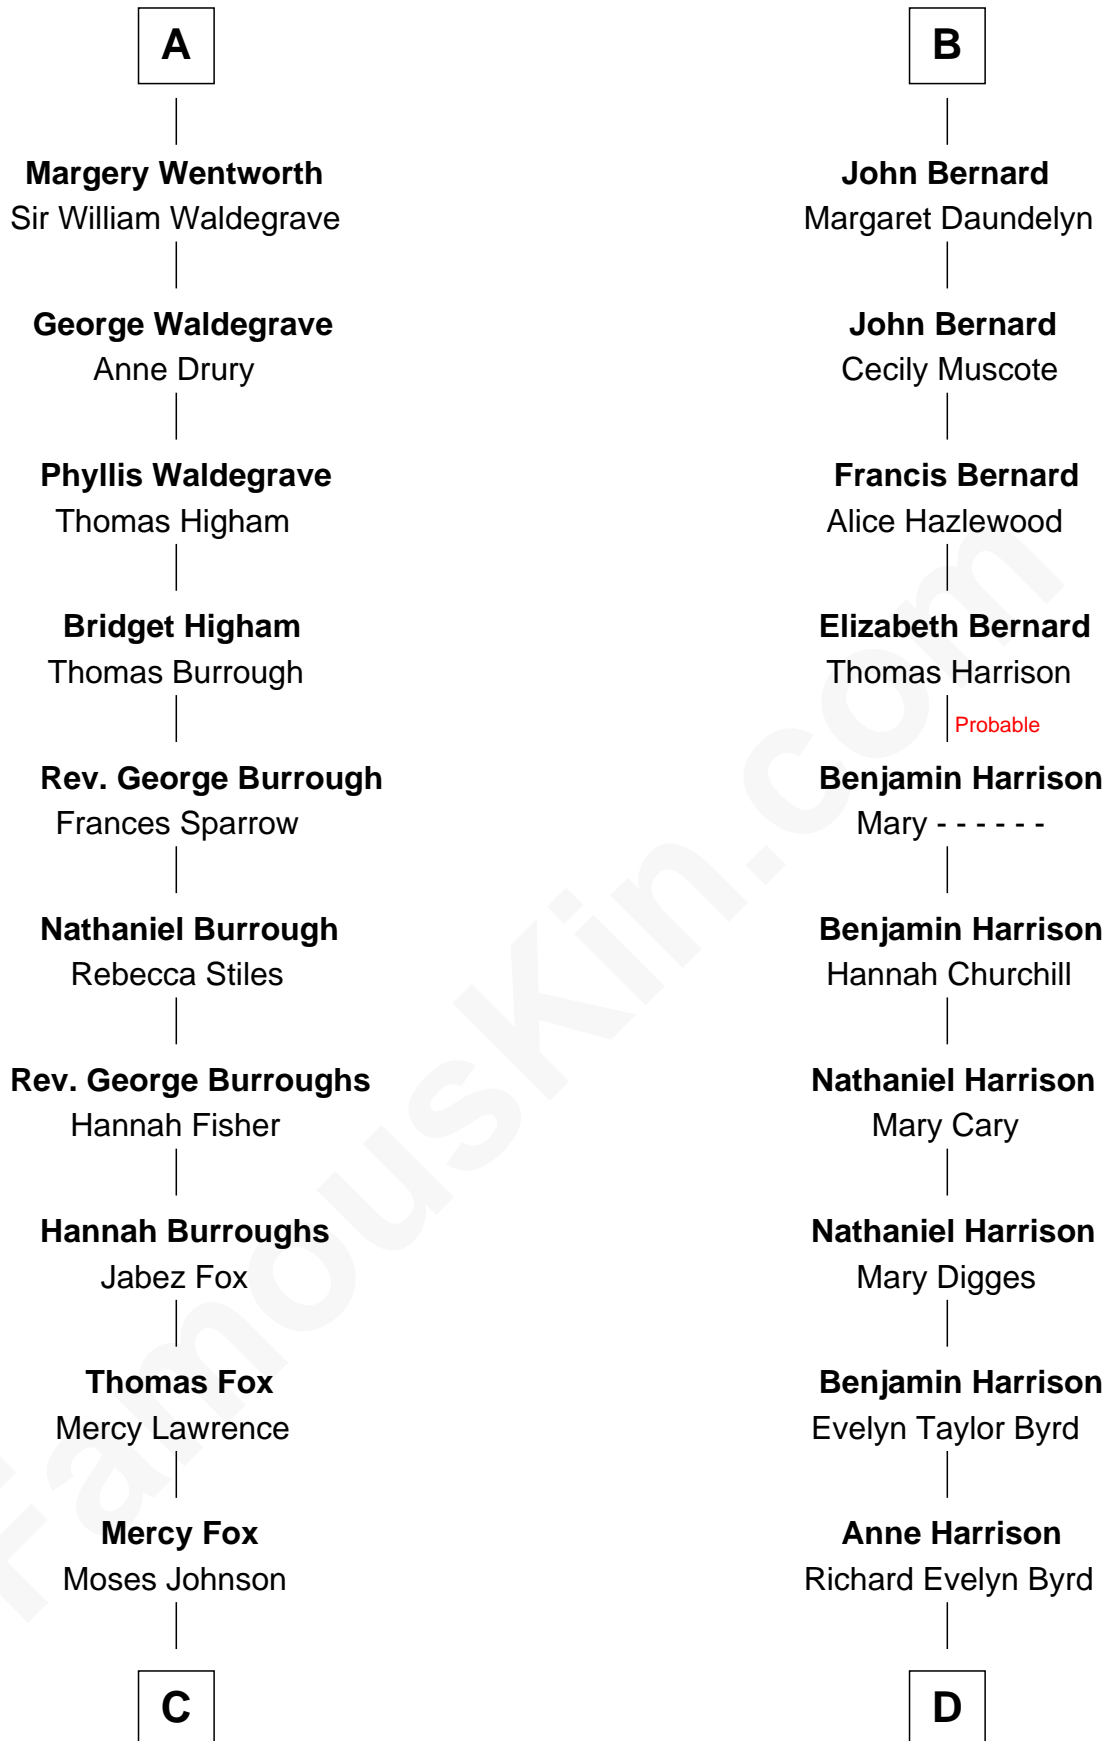 A
Margery Wentworth
Sir William Waldegrave
George Waldegrave
Anne Drury
Phyllis Waldegrave
Thomas Higham
Bridget Higham
Thomas Burrough
Rev. George Burrough
Frances Sparrow
Nathaniel Burrough
Rebecca Stiles
Rev. George Burroughs
Hannah Fisher
Hannah Burroughs
Jabez Fox
Thomas Fox
Mercy Lawrence
Mercy Fox
Moses Johnson
C
B
John Bernard
Margaret Daundelyn
John Bernard
Cecily Muscote
Francis Bernard
Alice Hazlewood
Elizabeth Bernard
Thomas Harrison
Probable
Benjamin Harrison
Mary - - - - - -
Benjamin Harrison
Hannah Churchill
Nathaniel Harrison
Mary Cary
Nathaniel Harrison
Mary Digges
Benjamin Harrison
Evelyn Taylor Byrd
Anne Harrison
Richard Evelyn Byrd
D
FamousKin.com